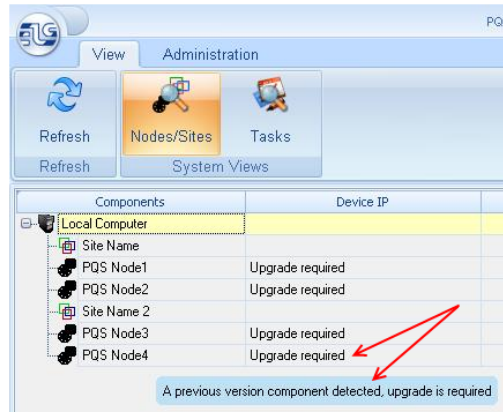 PQ
View Administration
Refresh Nodes/Sites Tasks
Refresh System Views
Components Device IP
Local Computer
Site Name
PQS Node1 Upgrade required
PQS Node2 Upgrade required
Site Name 2
PQS Node3 Upgrade required
PQS Node4 Upgrade required
A previous version component detected, upgrade is required